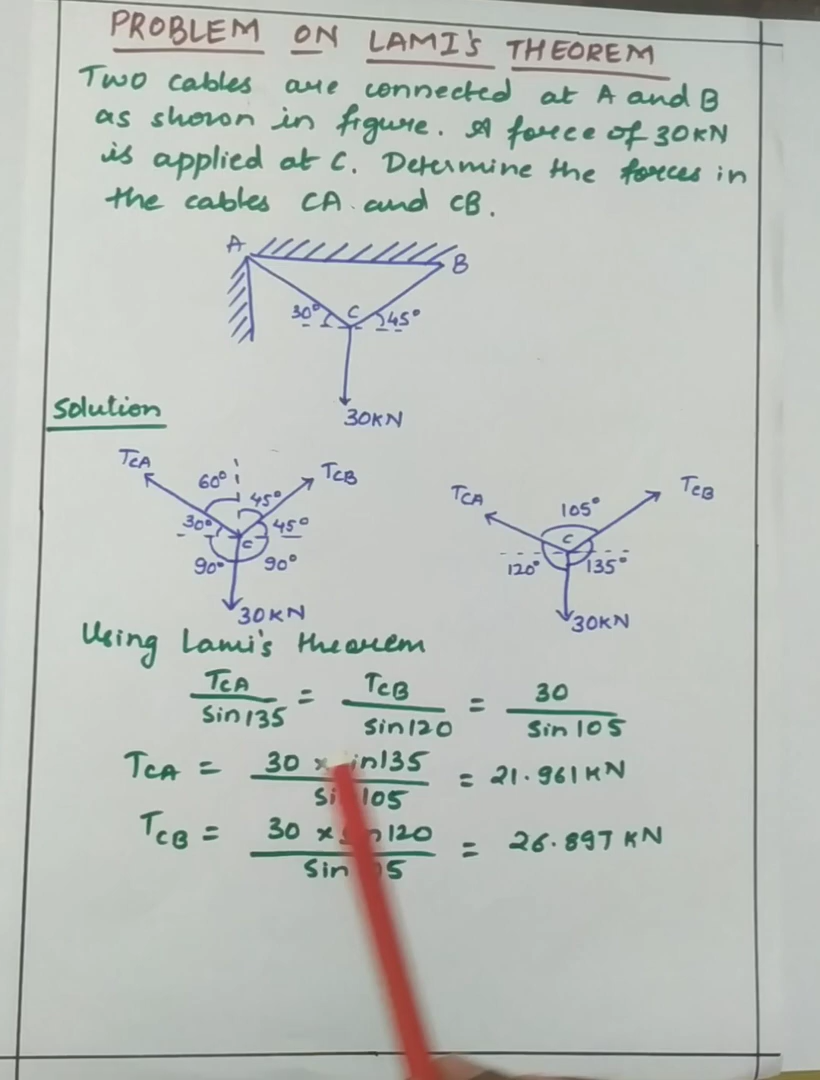 PROBLEM ON LAMI's THEOREM
Two cables are connected at A and B
as shown in figure. A force of 30KN
is applied at C. Determine the forces in
the cables CA and CB.
A
B
30° C 45°
30KN
Solution
TCA 60° 45° TCB
30° 45°
C
90° 90°
30KN
TCA 105° TCB
C
120° 135°
30KN
Using Lami's theorem
TCA / Sin135 = TCB / Sin120 = 30 / Sin105
TCA = 30 × / 105 = 21.961KN
TCB = 30 × / = 26.897 KN